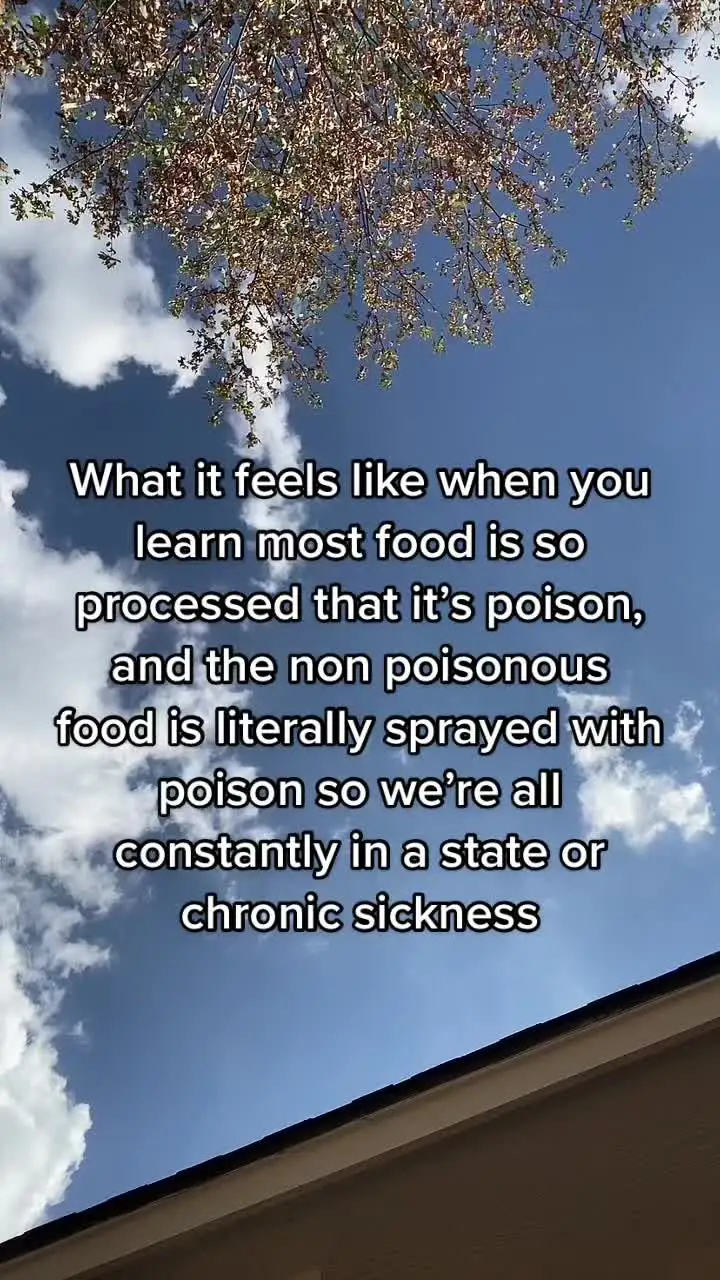 What it feels like when you
learn most food is so
processed that it’s poison,
and the non poisonous
food is literally sprayed with
poison so we’re all
constantly in a state or
chronic sickness